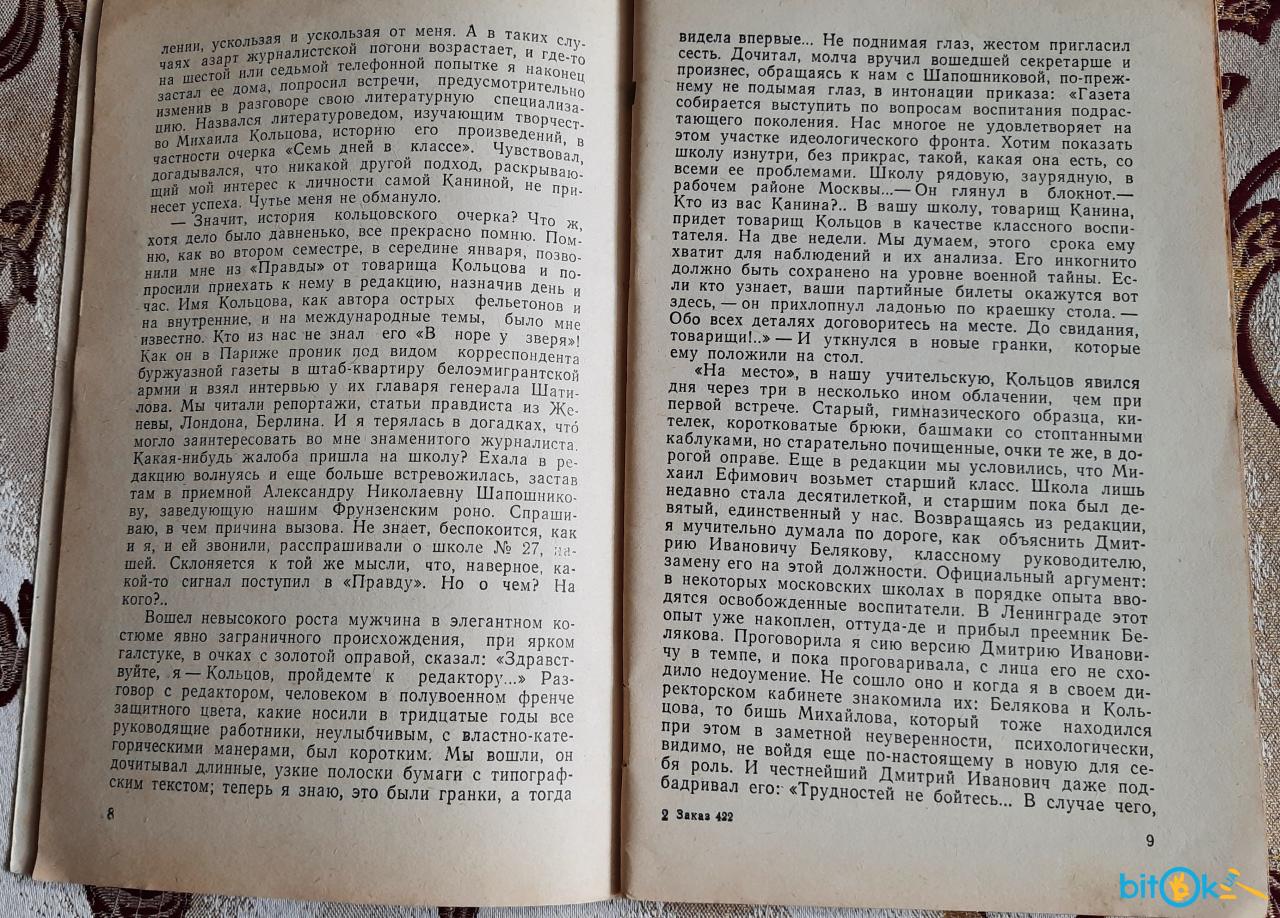 лении, ускользая и ускользая от меня. А в таких слу-
чаях азарт журналистской погони возрастает, и где-то
на шестой или седьмой телефонной попытке я наконец
застал ее дома, попросил встречи, предусмотрительно
изменив в разговоре свою литературную специализа-
цию. Назвался литературоведом, изучающим творчест-
во Михаила Кольцова, историю его произведений, в
частности очерка «Семь дней в классе». Чувствовал,
догадывался, что никакой другой подход, раскрываю-
щий мой интерес к личности самой Каниной, не при-
несет успеха. Чутье меня не обмануло.
— Значит, история кольцовского очерка? Что ж,
хотя дело было давненько, все прекрасно помню. Пом-
ню, как во втором семестре, в середине января, позво-
нили мне из «Правды» от товарища Кольцова и по-
просили приехать к нему в редакцию, назначив день и
час. Имя Кольцова, как автора острых фельетонов и
на внутренние, и на международные темы, было мне
известно. Кто из нас не знал его «В норе у зверя»!
Как он в Париже проник под видом корреспондента
буржуазной газеты в штаб-квартиру белоэмигрантской
армии и взял интервью у их главаря генерала Шати-
лова. Мы читали репортажи, статьи правдиста из Же-
невы, Лондона, Берлина. И я терялась в догадках, что́
могло заинтересовать во мне знаменитого журналиста.
Какая-нибудь жалоба пришла на школу? Ехала в ре-
дакцию волнуясь и еще больше встревожилась, застав
там в приемной Александру Николаевну Шапошнико-
ву, заведующую нашим Фрунзенским роно. Спраши-
ваю, в чем причина вызова. Не знает, беспокоится, как
и я, и ей звонили, расспрашивали о школе № 27, на-
шей. Склоняется к той же мысли, что, наверное, ка-
кой-то сигнал поступил в «Правду». Но о чем? На
кого?..
Вошел невысокого роста мужчина в элегантном ко-
стюме явно заграничного происхождения, при ярком
галстуке, в очках с золотой оправой, сказал: «Здравст-
вуйте, я — Кольцов, пройдемте к редактору...» Раз-
говор с редактором, человеком в полувоенном френче
защитного цвета, какие носили в тридцатые годы все
руководящие работники, неулыбчивым, с властно-кате-
горическими манерами, был коротким. Мы вошли, он
дочитывал длинные, узкие полоски бумаги с типограф-
ским текстом; теперь я знаю, это были гранки, а тогда
8
видела впервые... Не поднимая глаз, жестом пригласил
сесть. Дочитал, молча вручил вошедшей секретарше и
произнес, обращаясь к нам с Шапошниковой, по-преж-
нему не подымая глаз, в интонации приказа: «Газета
собирается выступить по вопросам воспитания подрас-
тающего поколения. Нас многое не удовлетворяет на
этом участке идеологического фронта. Хотим показать
школу изнутри, без прикрас, такой, какая она есть, со
всеми ее проблемами. Школу рядовую, заурядную, в
рабочем районе Москвы...— Он глянул в блокнот.—
Кто из вас Канина?.. В вашу школу, товарищ Канина,
придет товарищ Кольцов в качестве классного воспи-
тателя. На две недели. Мы думаем, этого срока ему
хватит для наблюдений и их анализа. Его инкогнито
должно быть сохранено на уровне военной тайны. Ес-
ли кто узнает, ваши партийные билеты окажутся вот
здесь, — он прихлопнул ладонью по краешку стола. —
Обо всех деталях договоритесь на месте. До свидания,
товарищи!..» — И уткнулся в новые гранки, которые
ему положили на стол.
«На место», в нашу учительскую, Кольцов явился
дня через три в несколько ином облачении, чем при
первой встрече. Старый, гимназического образца, ки-
телек, коротковатые брюки, башмаки со стоптанными
каблуками, но старательно почищенные, очки те же, в до-
рогой оправе. Еще в редакции мы условились, что Ми-
хаил Ефимович возьмет старший класс. Школа лишь
недавно стала десятилеткой, и старшим пока был де-
вятый, единственный у нас. Возвращаясь из редакции,
я мучительно думала по дороге, как объяснить Дмит-
рию Ивановичу Белякову, классному руководителю,
замену его на этой должности. Официальный аргумент:
в некоторых московских школах в порядке опыта вво-
дятся освобожденные воспитатели. В Ленинграде этот
опыт уже накоплен, оттуда-де и прибыл преемник Бе-
лякова. Проговорила я сию версию Дмитрию Иванови-
чу в темпе, и пока проговаривала, с лица его не схо-
дило недоумение. Не сошло оно и когда я в своем ди-
ректорском кабинете знакомила их: Белякова и Коль-
цова, то бишь Михайлова, который тоже находился
при этом в заметной неуверенности, психологически,
видимо, не войдя еще по-настоящему в новую для се-
бя роль. И честнейший Дмитрий Иванович даже под-
бадривал его: «Трудностей не бойтесь... В случае чего,
2 Заказ 422
9
bitOk